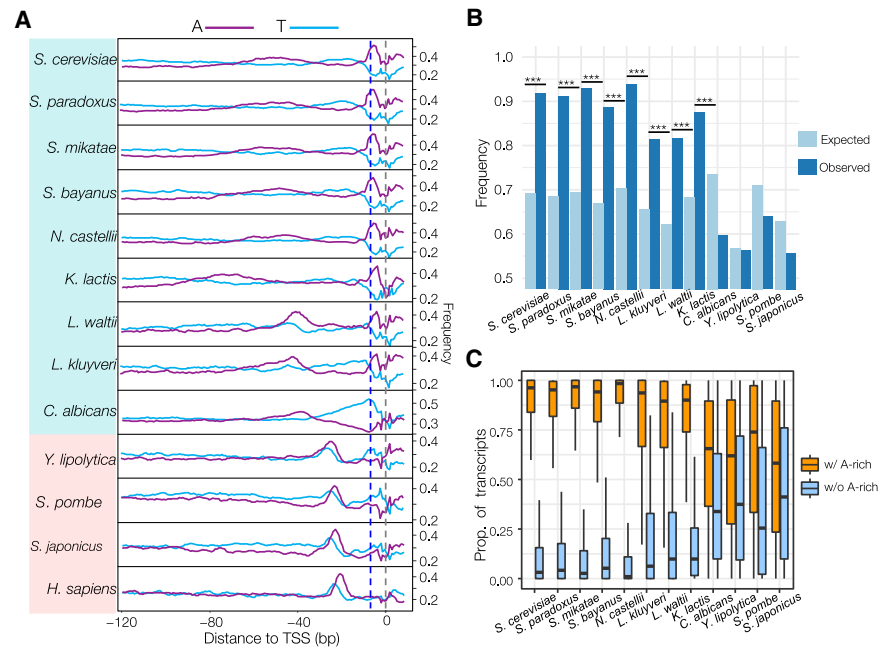 A
A T
S. cerevisiae 0.4 0.2
S. paradoxus 0.4 0.2
S. mikatae 0.4 0.2
S. bayanus 0.4 0.2
N. castellii 0.4 0.2
K. lactis 0.4 0.2
L. waltii 0.4 0.2
L. kluyveri 0.4 0.2
C. albicans 0.5 0.3
Y. lipolytica 0.4 0.2
S. pombe 0.4 0.2
S. japonicus 0.4 0.2
H. sapiens 0.4 0.2
Frequency
−120 −80 −40 0
Distance to TSS (bp)
B
Frequency
1.0
0.9
0.8
0.7
0.6
0.5
*** *** *** *** *** *** *** ***
Expected
Observed
S. cerevisiae
S. paradoxus
S. mikatae
S. bayanus
N. castellii
L. kluyveri
L. waltii
K. lactis
C. albicans
Y. lipolytica
S. pombe
S. japonicus
C
Prop. of transcripts
1.00
0.75
0.50
0.25
0.00
w/ A-rich
w/o A-rich
S. cerevisiae
S. paradoxus
S. mikatae
S. bayanus
N. castellii
L. kluyveri
L. waltii
K. lactis
C. albicans
Y. lipolytica
S. pombe
S. japonicus